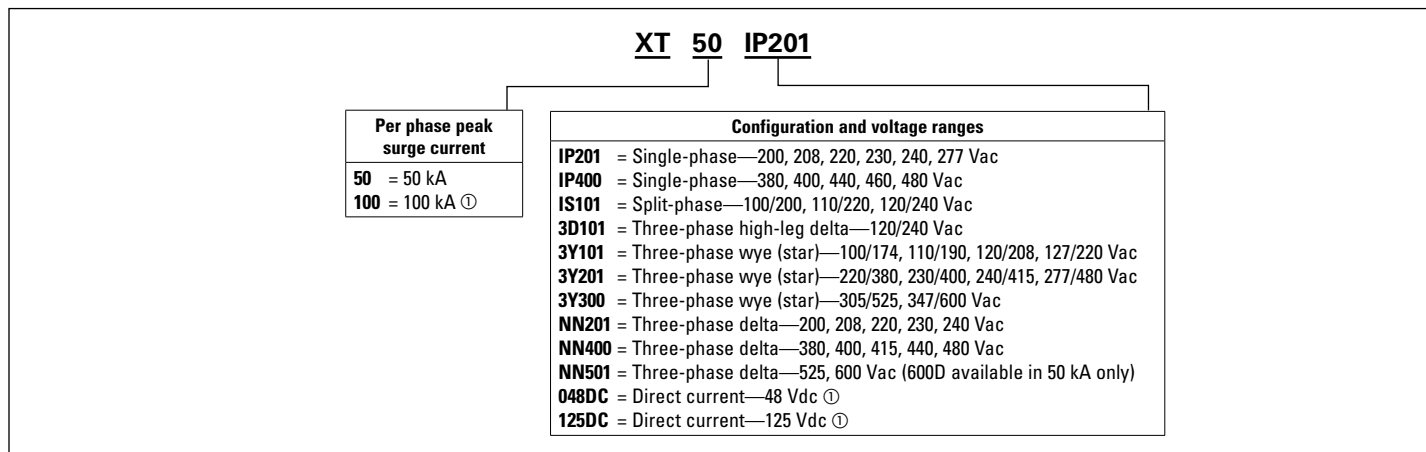 XT 50 IP201
Per phase peak
surge current
50 = 50 kA
100 = 100 kA ①
Configuration and voltage ranges
IP201 = Single-phase—200, 208, 220, 230, 240, 277 Vac
IP400 = Single-phase—380, 400, 440, 460, 480 Vac
IS101 = Split-phase—100/200, 110/220, 120/240 Vac
3D101 = Three-phase high-leg delta—120/240 Vac
3Y101 = Three-phase wye (star)—100/174, 110/190, 120/208, 127/220 Vac
3Y201 = Three-phase wye (star)—220/380, 230/400, 240/415, 277/480 Vac
3Y300 = Three-phase wye (star)—305/525, 347/600 Vac
NN201 = Three-phase delta—200, 208, 220, 230, 240 Vac
NN400 = Three-phase delta—380, 400, 415, 440, 480 Vac
NN501 = Three-phase delta—525, 600 Vac (600D available in 50 kA only)
048DC = Direct current—48 Vdc ①
125DC = Direct current—125 Vdc ①